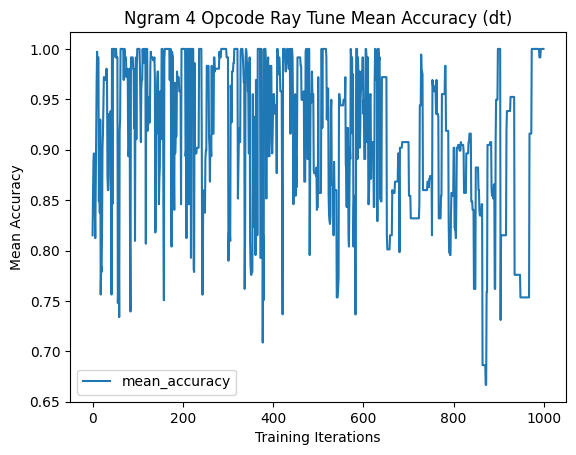 Ngram 4 Opcode Ray Tune Mean Accuracy (dt)
1.00
0.95
0.90
0.85
0.80
0.75
0.70
0.65
Mean Accuracy
mean_accuracy
0 200 400 600 800 1000
Training Iterations